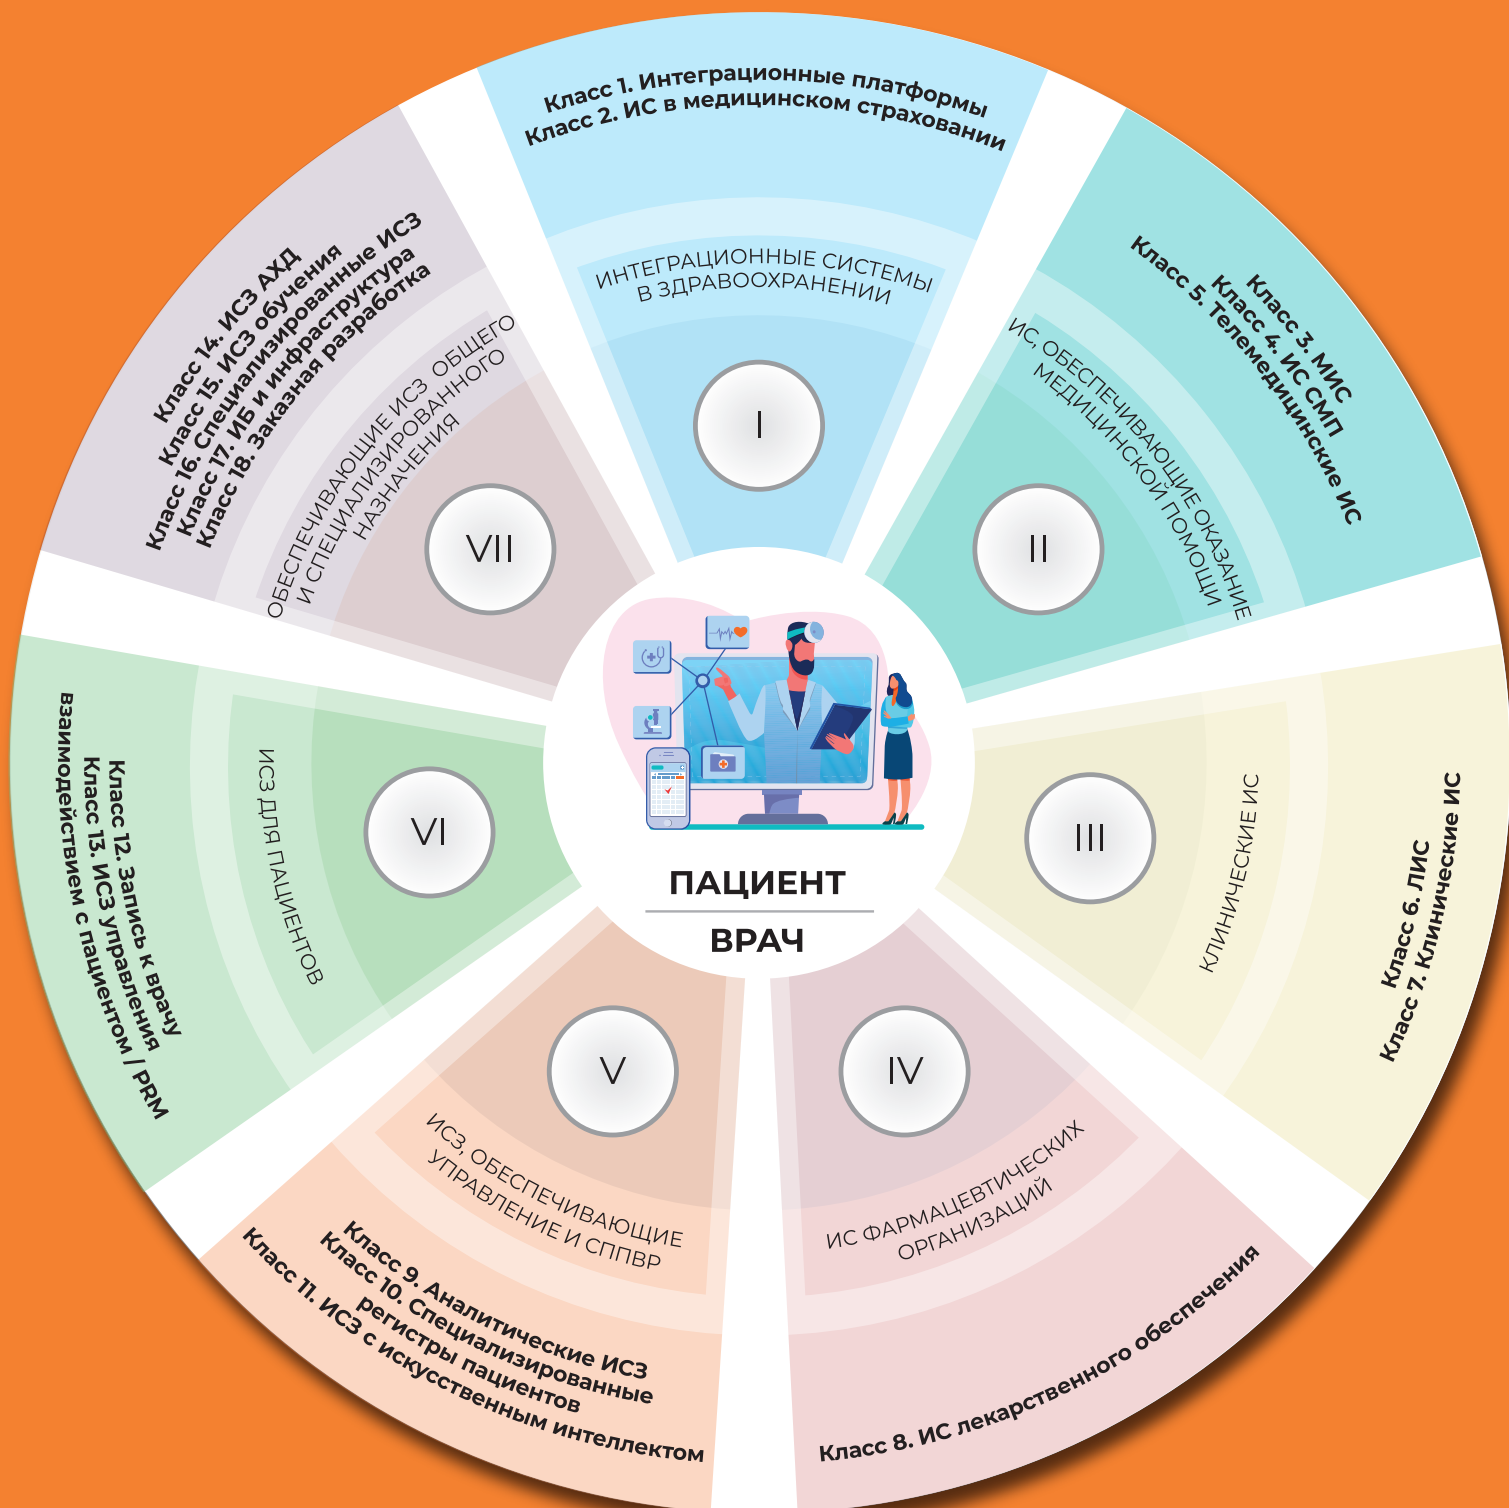 Класс 1. Интеграционные платформы
Класс 2. ИС в медицинском страховании
ИНТЕГРАЦИОННЫЕ СИСТЕМЫ
В ЗДРАВООХРАНЕНИИ
I
Класс 3. МИС
Класс 4. ИС СМП
Класс 5. Телемедицинские ИС
ИС, ОБЕСПЕЧИВАЮЩИЕ ОКАЗАНИЕ
МЕДИЦИНСКОЙ ПОМОЩИ
II
Класс 6. ЛИС
Класс 7. Клинические ИС
КЛИНИЧЕСКИЕ ИС
III
IV
ИС ФАРМАЦЕВТИЧЕСКИХ
ОРГАНИЗАЦИЙ
Класс 8. ИС лекарственного обеспечения
V
ИСЗ, ОБЕСПЕЧИВАЮЩИЕ
УПРАВЛЕНИЕ И СППВР
Класс 9. Аналитические ИСЗ
Класс 10. Специализированные
регистры пациентов
Класс 11. ИСЗ с искусственным интеллектом
VI
ИСЗ ДЛЯ ПАЦИЕНТОВ
Класс 12. Запись к врачу
Класс 13. ИСЗ управления
взаимодействием с пациентом / PRM
Класс 14. ИСЗ АХД
Класс 15. ИСЗ обучения
Класс 16. Специализированные ИСЗ
Класс 17. ИБ и инфраструктура
Класс 18. Заказная разработка
ОБЕСПЕЧИВАЮЩИЕ ИСЗ ОБЩЕГО
И СПЕЦИАЛИЗИРОВАННОГО
НАЗНАЧЕНИЯ
VII
ПАЦИЕНТ
ВРАЧ